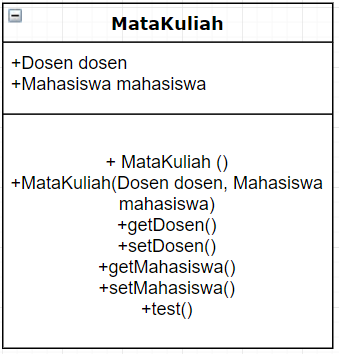 MataKuliah
+Dosen dosen
+Mahasiswa mahasiswa
+ MataKuliah ()
+MataKuliah(Dosen dosen, Mahasiswa
mahasiswa)
+getDosen()
+setDosen()
+getMahasiswa()
+setMahasiswa()
+test()